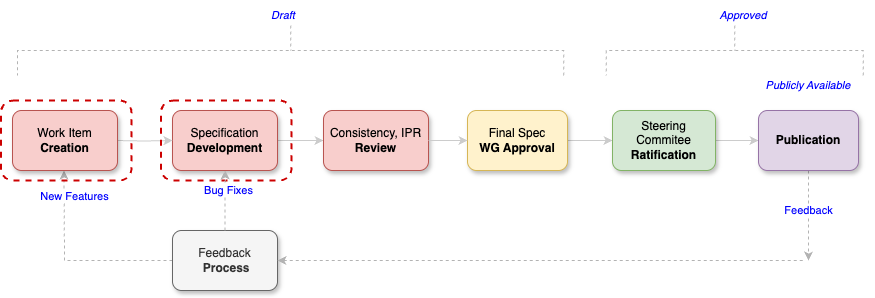 Draft
Approved
Publicly Available
Work Item
Creation
Specification
Development
Consistency, IPR
Review
Final Spec
WG Approval
Steering
Commitee
Ratification
Publication
New Features
Bug Fixes
Feedback
Feedback
Process